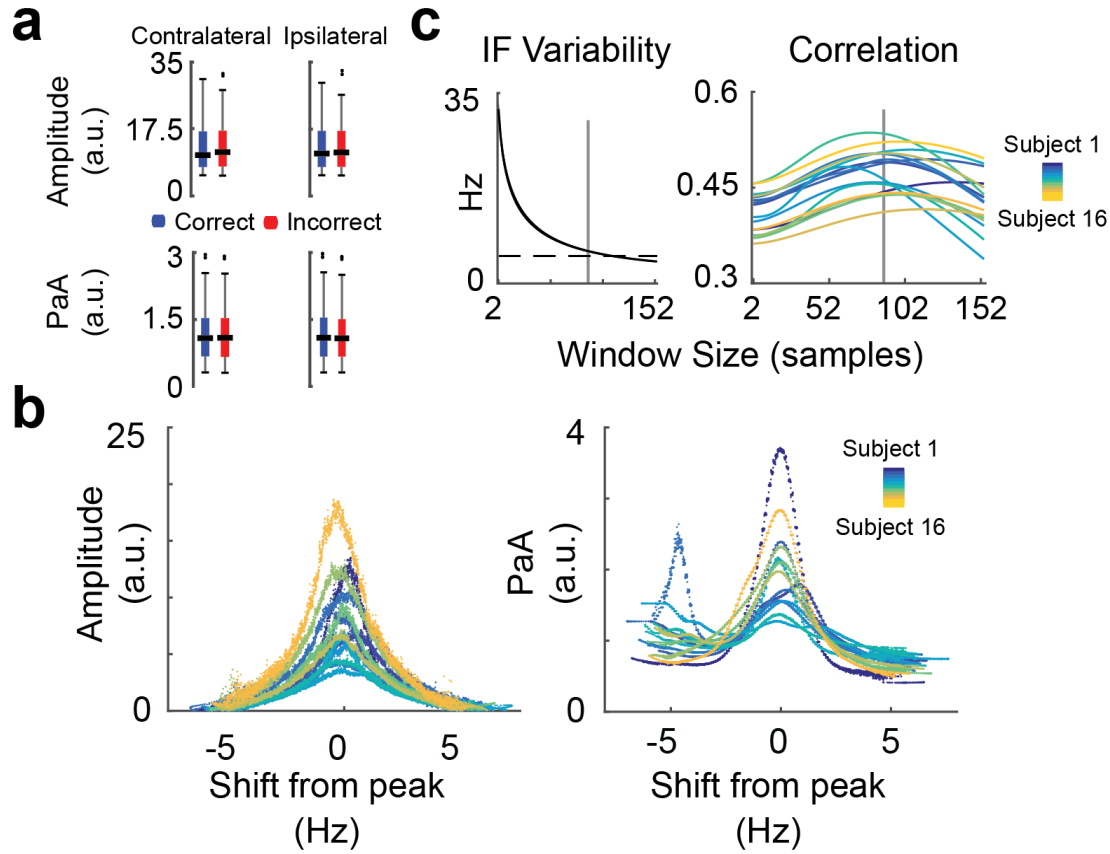 a
Contralateral
Ipsilateral
Amplitude
(a.u.)
35
17.5
0
Correct
Incorrect
PaA
(a.u.)
3
1.5
0
c
IF Variability
Correlation
35
Hz
0
2
152
0.6
0.45
0.3
2
52
102
152
Subject 1
Subject 16
Window Size (samples)
b
25
Amplitude
(a.u.)
0
-5
0
5
Shift from peak
(Hz)
4
PaA
(a.u.)
0
-5
0
5
Shift from peak
(Hz)
Subject 1
Subject 16